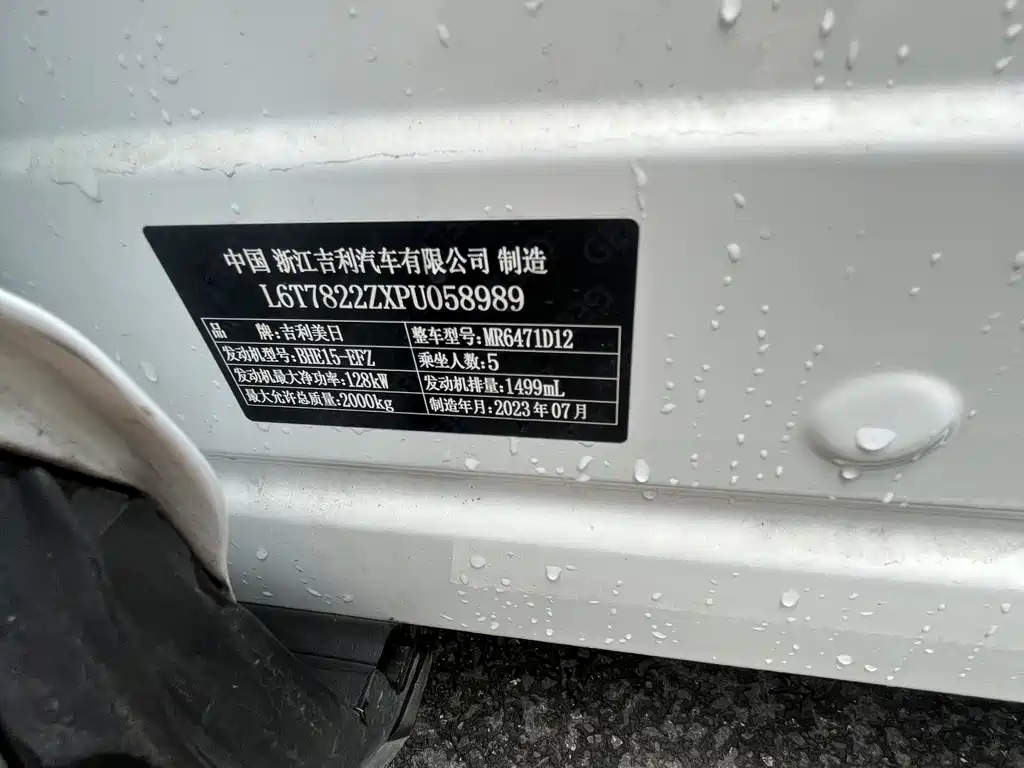 中国 浙江吉利汽车有限公司 制造
L6T7822ZXPU058989
品 牌:吉利美日 整车型号:MR6471D12
发动机型号:BHE15-EFZ 乘坐人数:5
发动机最大净功率:128kW 发动机排量:1499mL
最大允许总质量:2000kg 制造年月:2023年07月